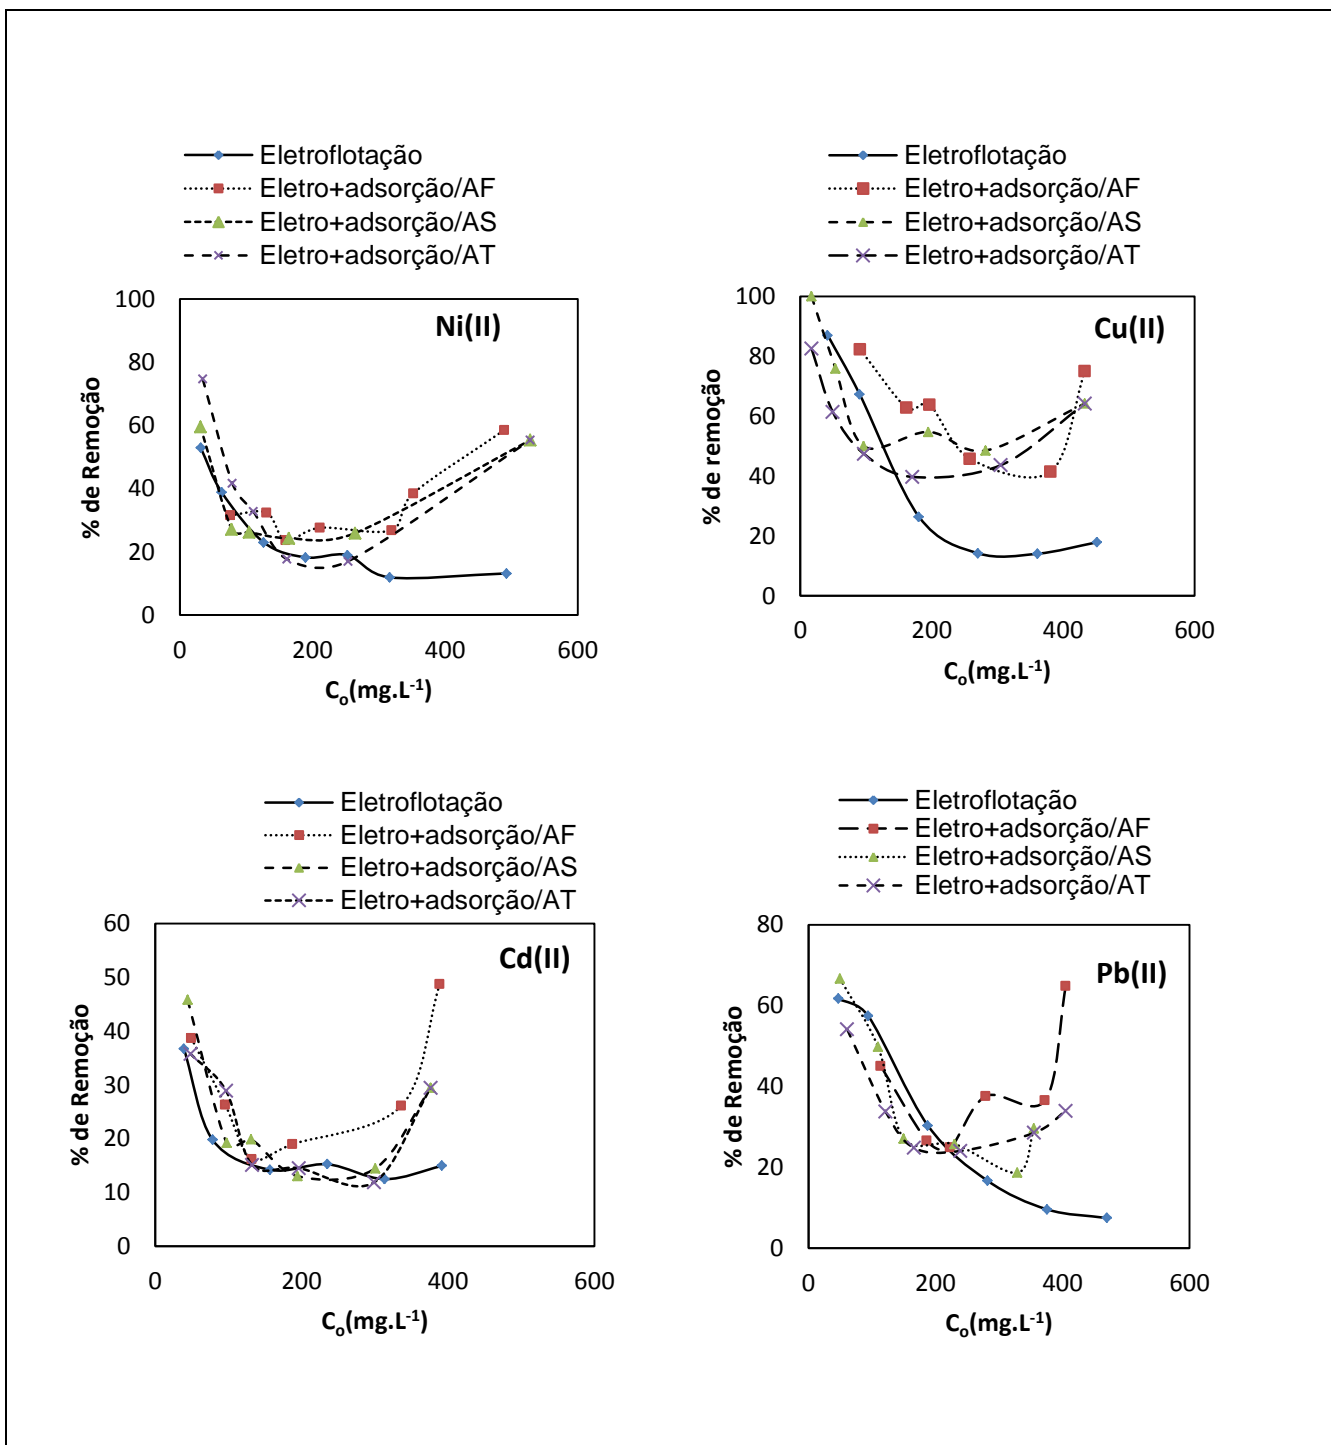 Eletroflotação
Eletro+adsorção/AF
Eletro+adsorção/AS
Eletro+adsorção/AT
100
80
60
40
20
0
0 200 400 600
% de Remoção
Ni(II)
Cₒ(mg.L⁻¹)
Eletroflotação
Eletro+adsorção/AF
Eletro+adsorção/AS
Eletro+adsorção/AT
100
80
60
40
20
0
0 200 400 600
% de remoção
Cu(II)
Cₒ(mg.L⁻¹)
Eletroflotação
Eletro+adsorção/AF
Eletro+adsorção/AS
Eletro+adsorção/AT
60
50
40
30
20
10
0
0 200 400 600
% de Remoção
Cd(II)
Cₒ(mg.L⁻¹)
Eletroflotação
Eletro+adsorção/AF
Eletro+adsorção/AS
Eletro+adsorção/AT
80
60
40
20
0
0 200 400 600
% de Remoção
Pb(II)
Cₒ(mg.L⁻¹)